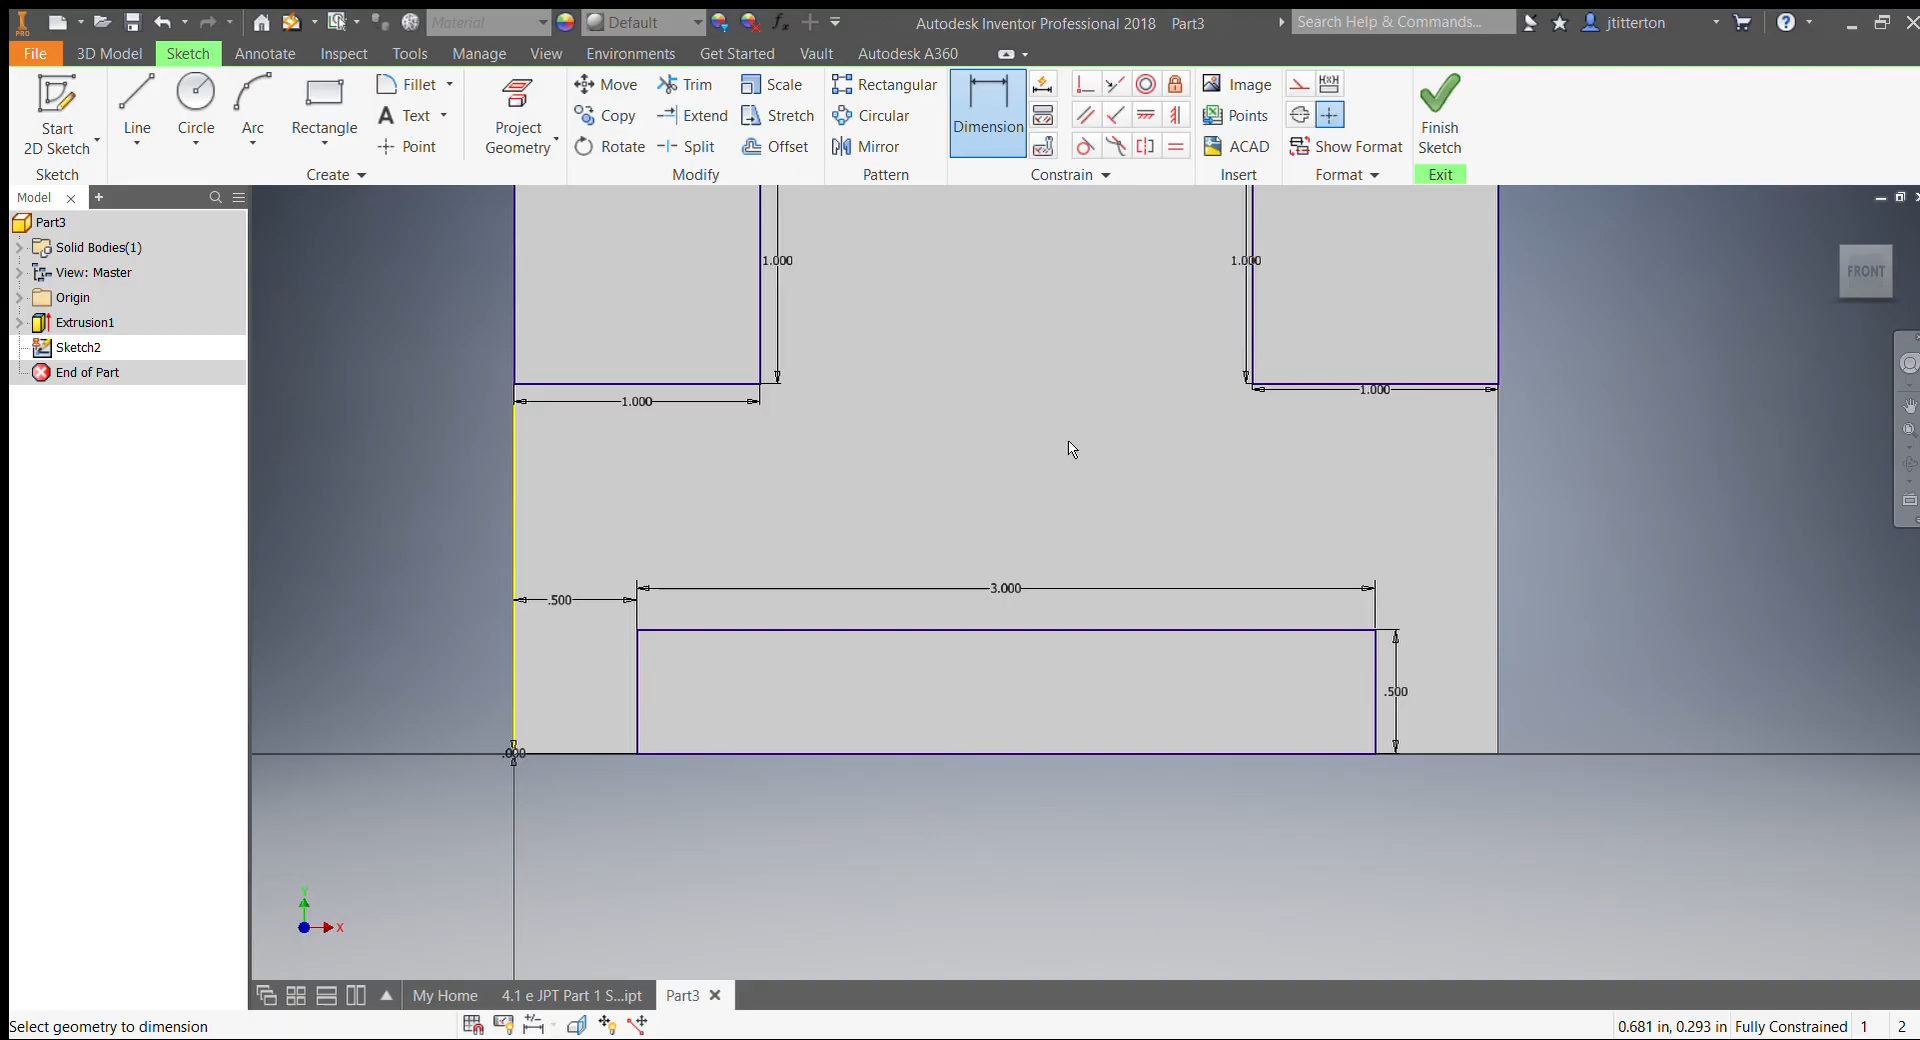 PRO
Material
Default
fx
Autodesk Inventor Professional 2018 Part3
Search Help & Commands...
jtitterton
File 3D Model Sketch Annotate Inspect Tools Manage View Environments Get Started Vault Autodesk A360
Start
2D Sketch
Line
Circle
Arc
Rectangle
Fillet
Text
Point
Project
Geometry
Move
Copy
Rotate
Trim
Extend
Split
Scale
Stretch
Offset
Rectangular
Circular
Mirror
Dimension
Image
Points
ACAD
Show Format
Finish
Sketch
Sketch Create Modify Pattern Constrain Insert Format Exit
Model
Part3
Solid Bodies(1)
View: Master
Origin
Extrusion1
Sketch2
End of Part
FRONT
1.000
1.000
1.000
1.000
3.000
.500
.500
.000
Y
X
My Home 4.1 e JPT Part 1 S...ipt Part3
Select geometry to dimension
0.681 in, 0.293 in Fully Constrained 1 2